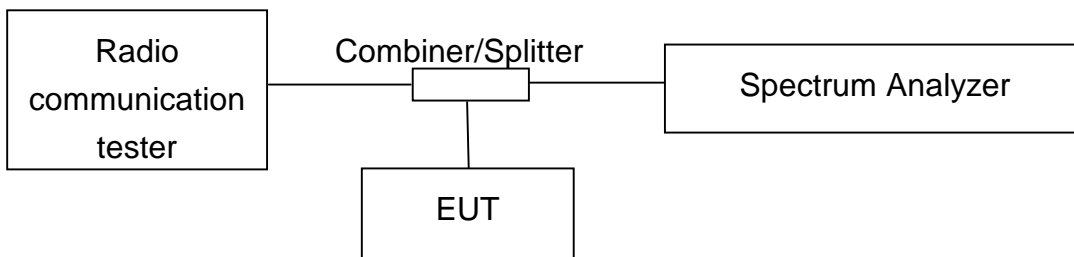 Radio
communication
tester
Combiner/Splitter
Spectrum Analyzer
EUT